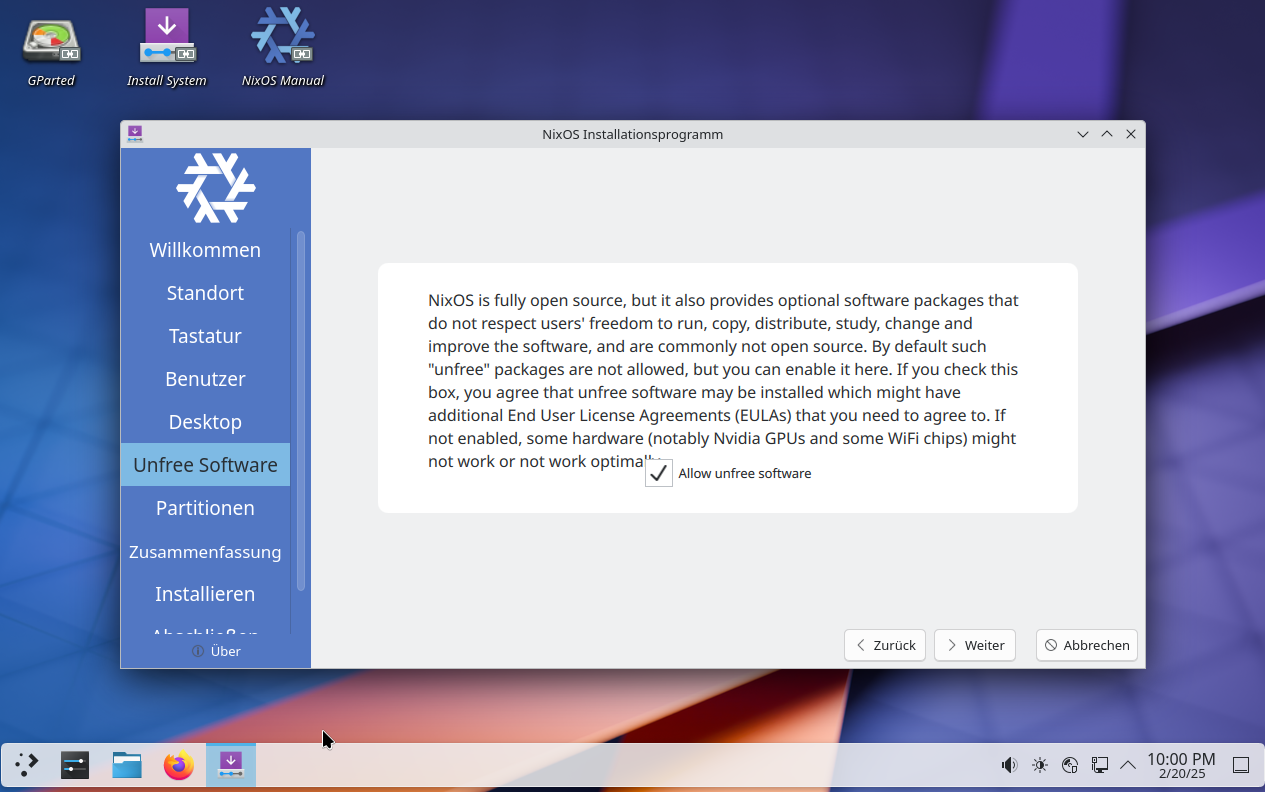 GParted
Install System
NixOS Manual
NixOS Installationsprogramm
Willkommen
Standort
Tastatur
Benutzer
Desktop
Unfree Software
Partitionen
Zusammenfassung
Installieren
Abschließen
Über
NixOS is fully open source, but it also provides optional software packages that
do not respect users' freedom to run, copy, distribute, study, change and
improve the software, and are commonly not open source. By default such
"unfree" packages are not allowed, but you can enable it here. If you check this
box, you agree that unfree software may be installed which might have
additional End User License Agreements (EULAs) that you need to agree to. If
not enabled, some hardware (notably Nvidia GPUs and some WiFi chips) might
not work or not work optimally.
Allow unfree software
Zurück
Weiter
Abbrechen
10:00 PM
2/20/25